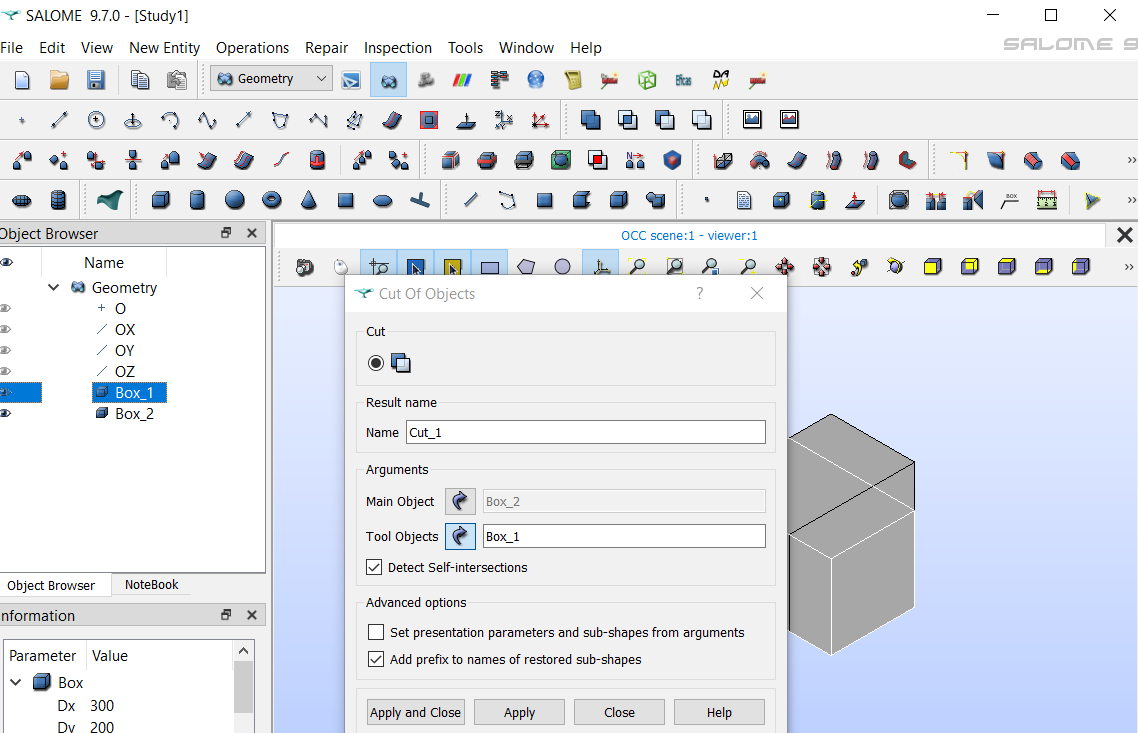 SALOME 9.7.0 - [Study1]
File Edit View New Entity Operations Repair Inspection Tools Window Help
SALOME 9
Geometry
Eficas
BOX
Object Browser
OCC scene:1 - viewer:1
Name
Geometry
O
OX
OY
OZ
Box_1
Box_2
Object Browser NoteBook
nformation
Parameter Value
Box
Dx 300
Dy 200
Cut Of Objects ?
Cut
Result name
Name Cut_1
Arguments
Main Object Box_2
Tool Objects Box_1
Detect Self-intersections
Advanced options
Set presentation parameters and sub-shapes from arguments
Add prefix to names of restored sub-shapes
Apply and Close Apply Close Help